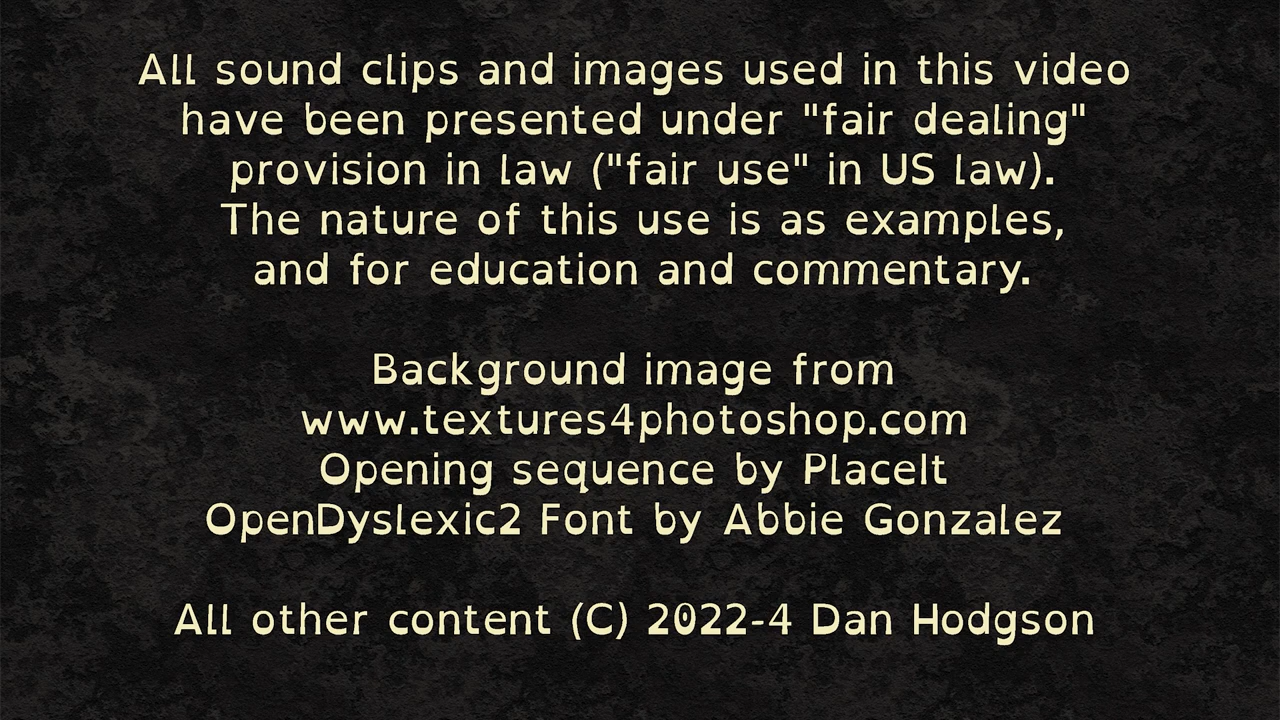 All sound clips and images used in this video
have been presented under "fair dealing"
provision in law ("fair use" in US law).
The nature of this use is as examples,
and for education and commentary.
Background image from
www.textures4photoshop.com
Opening sequence by PlaceIt
OpenDyslexic2 Font by Abbie Gonzalez
All other content (C) 2022-4 Dan Hodgson